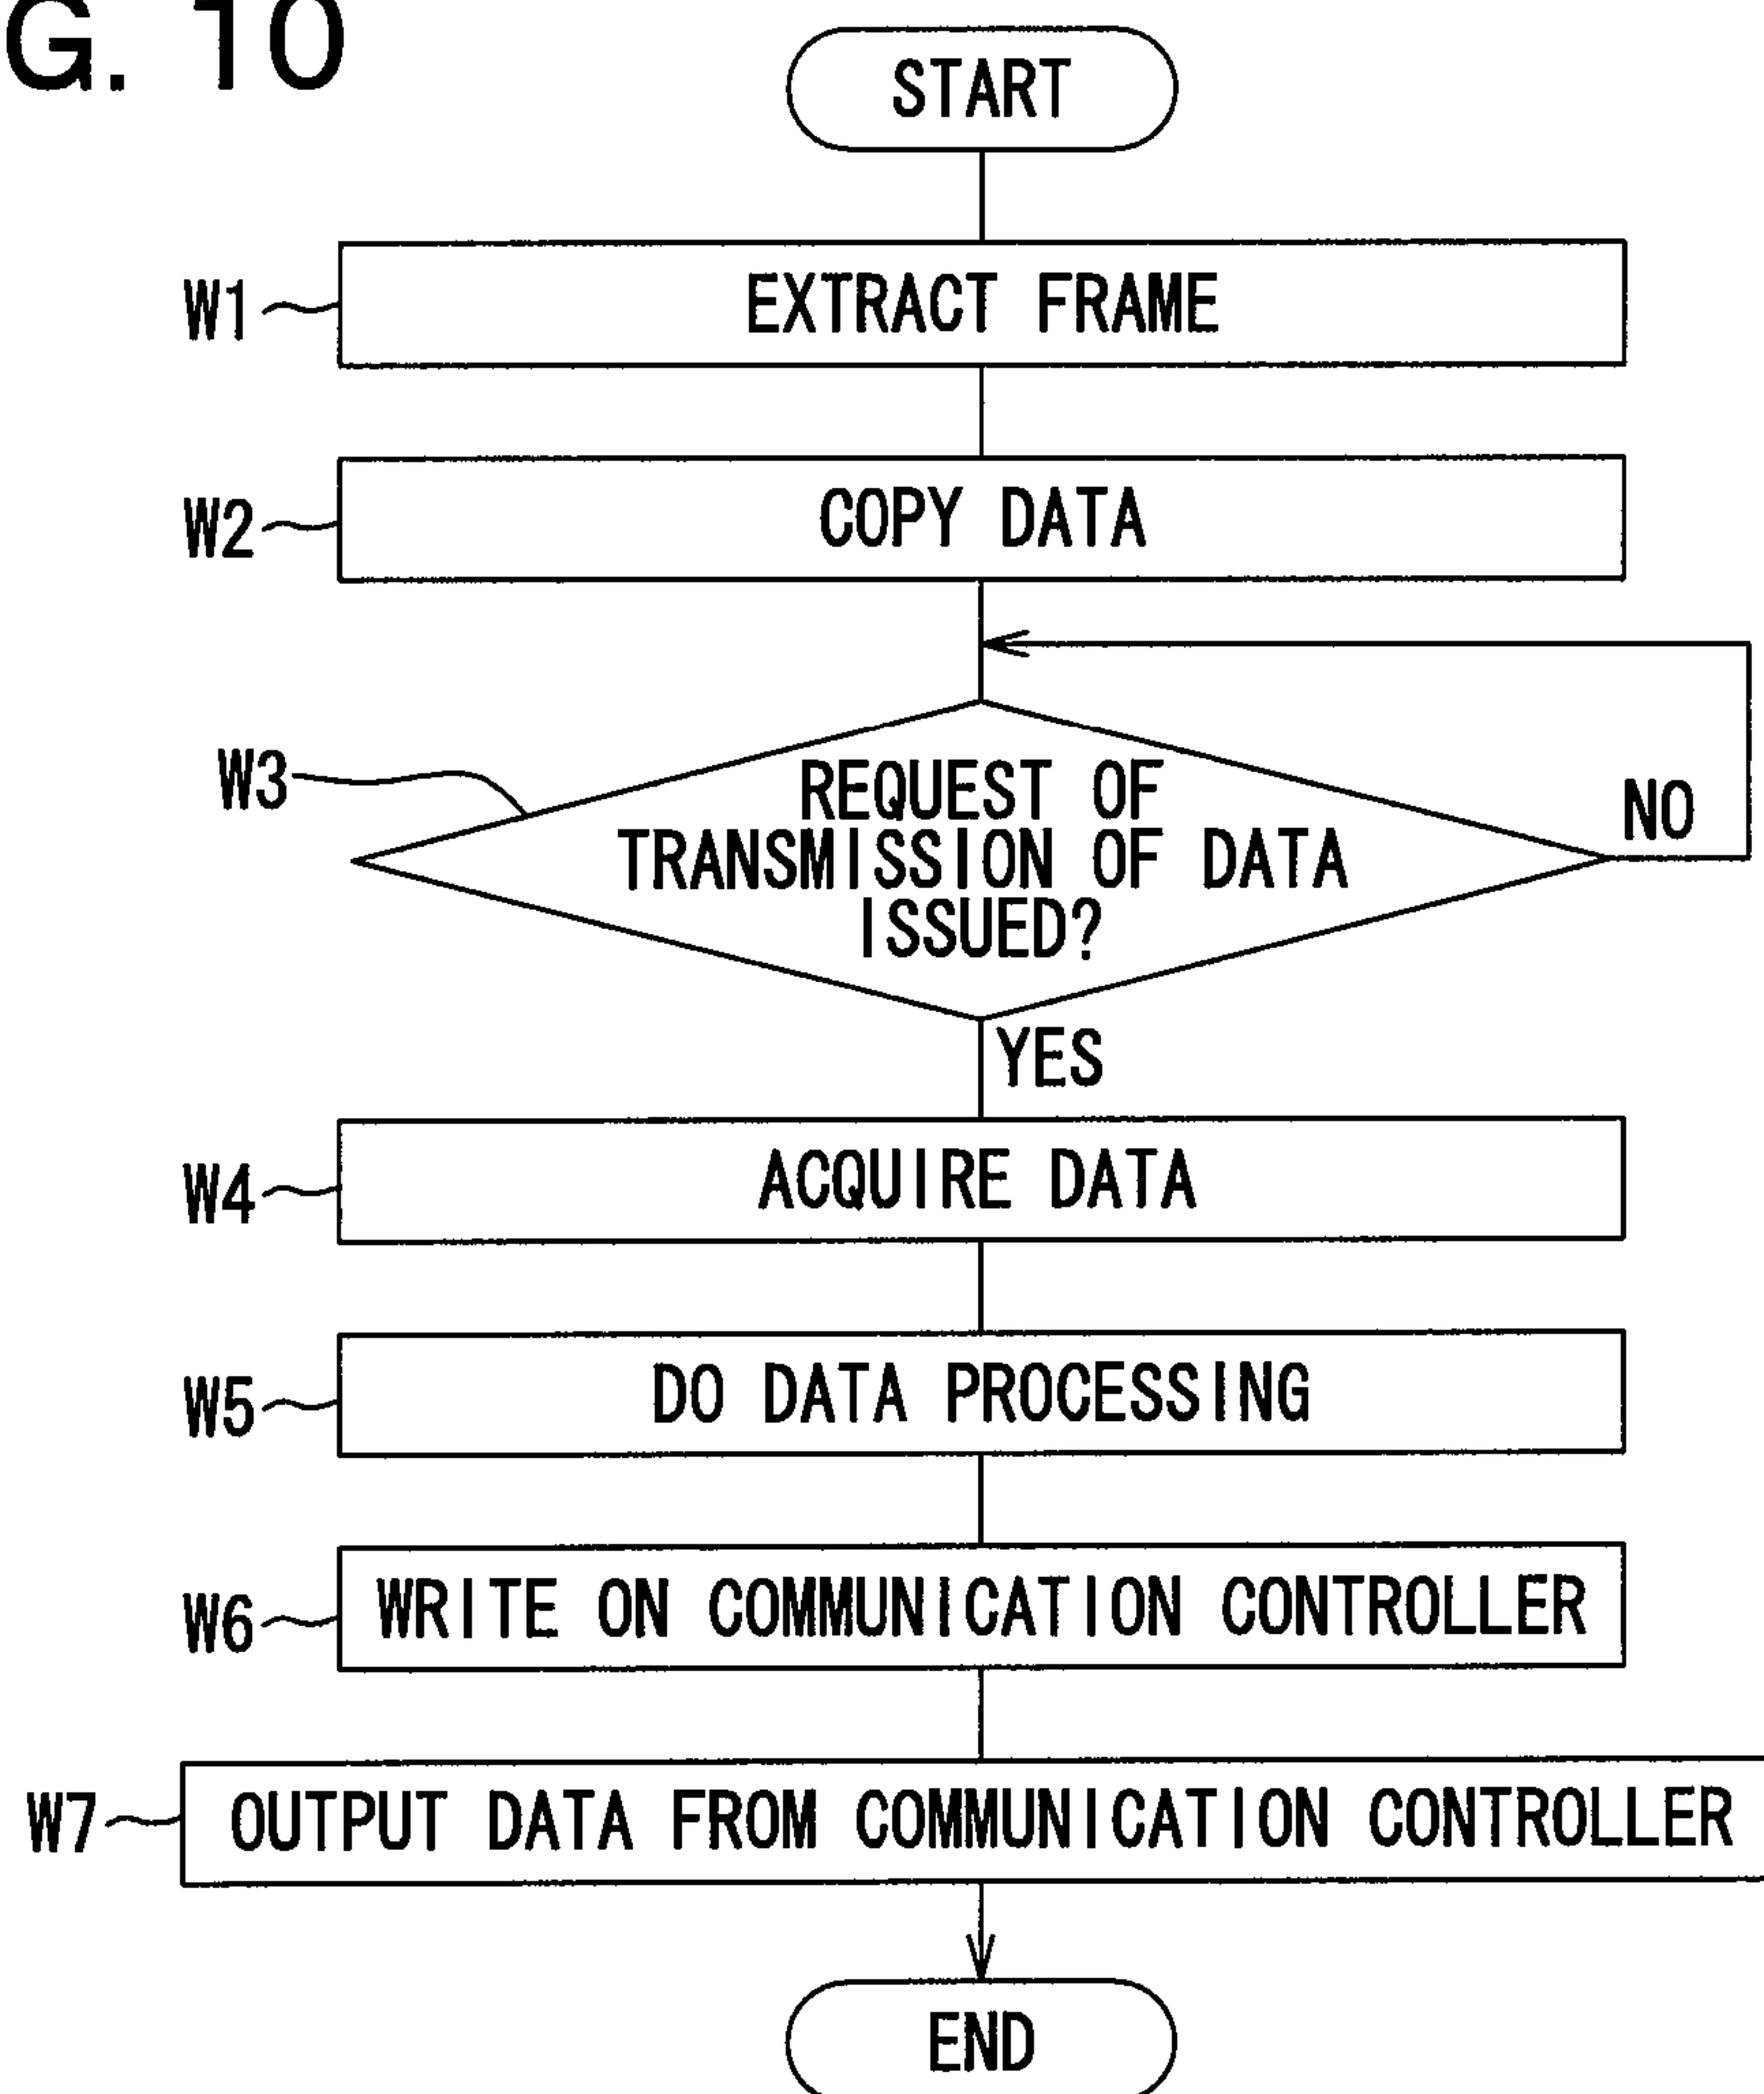 G. 10
START
W1
EXTRACT FRAME
W2
COPY DATA
W3
REQUEST OF
TRANSMISSION OF DATA
ISSUED?
NO
YES
W4
ACQUIRE DATA
W5
DO DATA PROCESSING
W6
WRITE ON COMMUNICATION CONTROLLER
W7
OUTPUT DATA FROM COMMUNICATION CONTROLLER
END